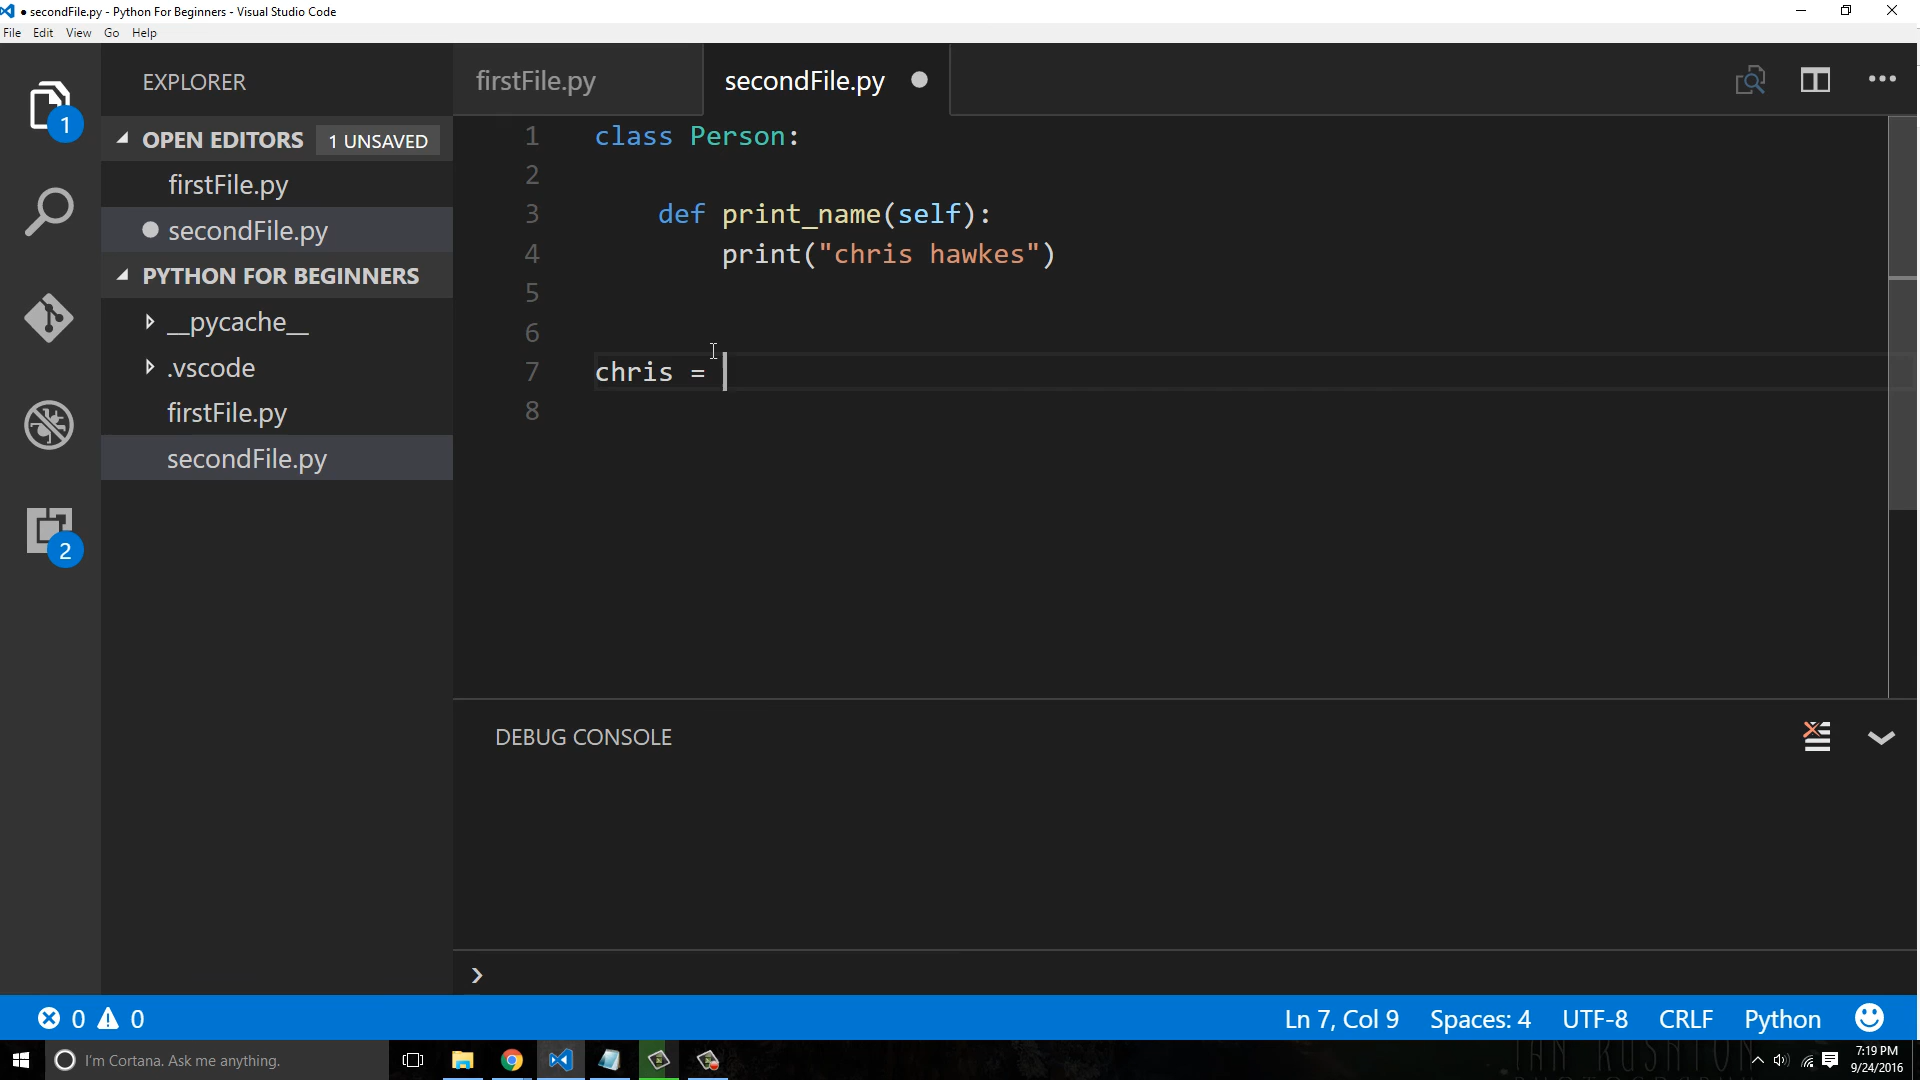 ● secondFile.py - Python For Beginners - Visual Studio Code
File Edit View Go Help
EXPLORER
OPEN EDITORS 1 UNSAVED
firstFile.py
secondFile.py
PYTHON FOR BEGINNERS
__pycache__
.vscode
firstFile.py
secondFile.py
1
2
firstFile.py secondFile.py
1 class Person:
2
3 def print_name(self):
4 print("chris hawkes")
5
6
7 chris =
8
DEBUG CONSOLE
0 0 Ln 7, Col 9 Spaces: 4 UTF-8 CRLF Python
I'm Cortana. Ask me anything.
IAN RUSHTON
7:19 PM
9/24/2016